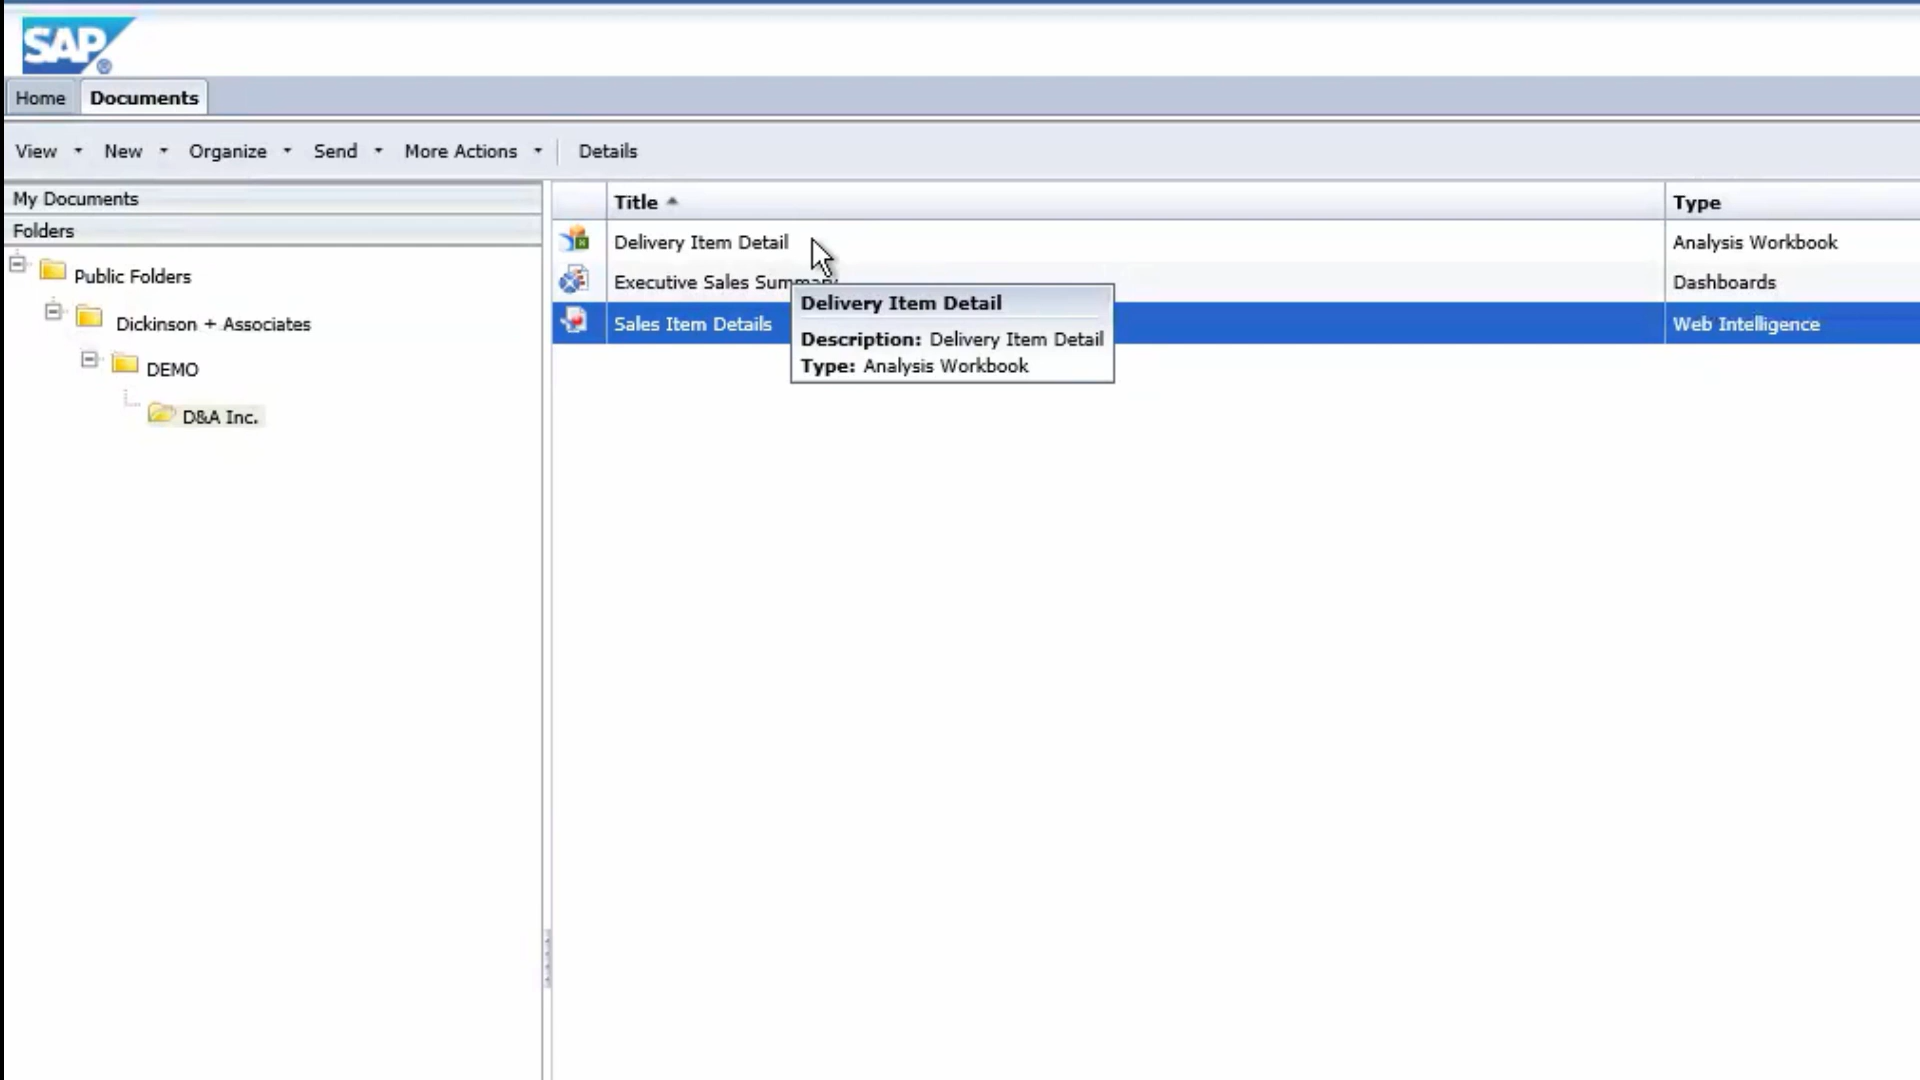 SAP®
Home Documents
View New Organize Send More Actions Details
My Documents
Folders
Public Folders
Dickinson + Associates
DEMO
D&A Inc.
Title Type
Delivery Item Detail Analysis Workbook
Executive Sales Summary Dashboards
Sales Item Details Web Intelligence
Delivery Item Detail
Description: Delivery Item Detail
Type: Analysis Workbook